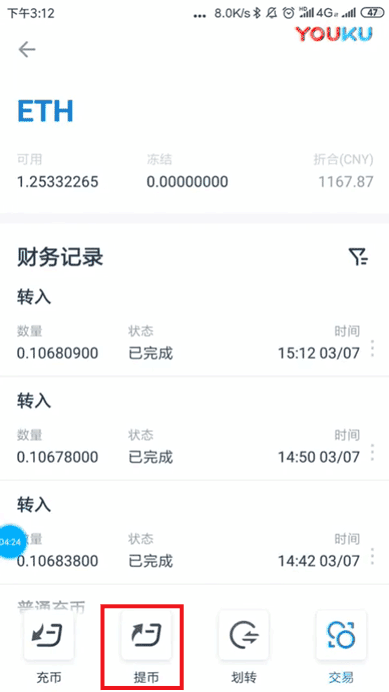 下午3:12 ... 8.0K/s 4G 47
YOUKU
ETH
可用 冻结 折合(CNY)
1.25332265 0.00000000 1167.87
财务记录
转入
数量 状态 时间
0.10680900 已完成 15:12 03/07
转入
数量 状态 时间
0.10678000 已完成 14:50 03/07
转入
数量 状态 时间
04:24
0.10683800 已完成 14:42 03/07
普通充币
充币 提币 划转 交易